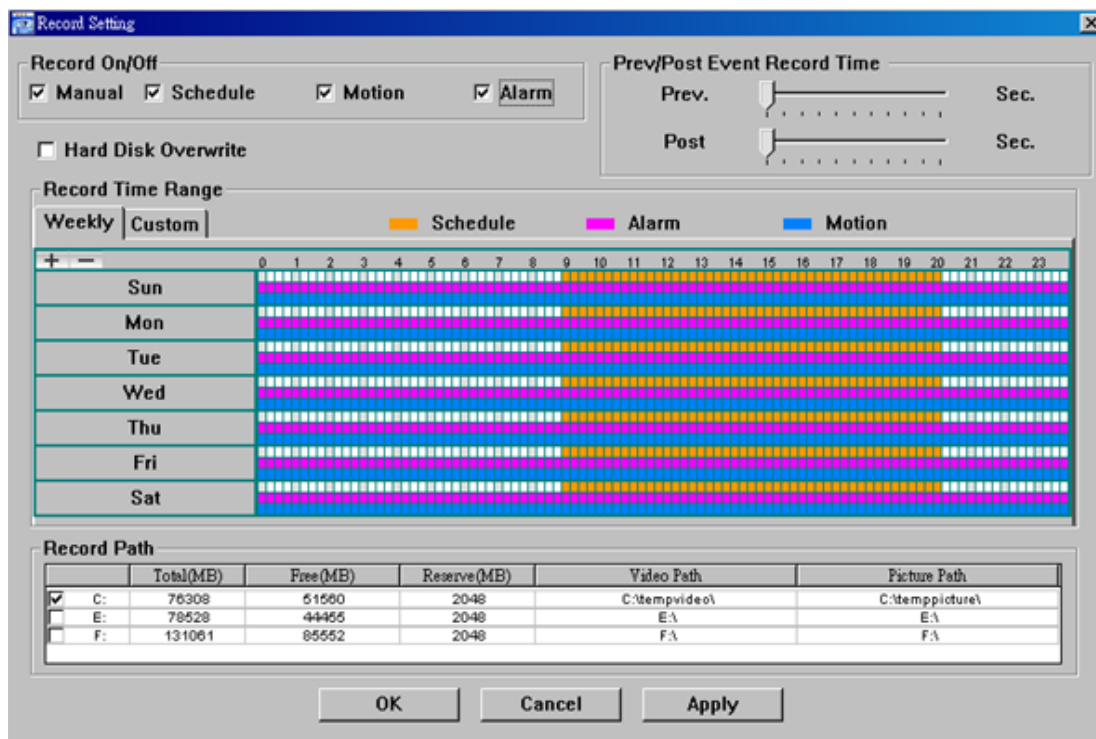 Record Setting
Record On/Off
Manual Schedule Motion Alarm
Prev/Post Event Record Time
Prev. Sec.
Post Sec.
Hard Disk Overwrite
Record Time Range
Weekly Custom Schedule Alarm Motion
+ − 0 1 2 3 4 5 6 7 8 9 10 11 12 13 14 15 16 17 18 19 20 21 22 23
Sun
Mon
Tue
Wed
Thu
Fri
Sat
Record Path
Total(MB) Free(MB) Reserve(MB) Video Path Picture Path
C: 76308 51560 2048 C:\tempvideo\ C:\temppicture\
E: 78528 44455 2048 E:\ E:\
F: 131061 85552 2048 F:\ F:\
OK Cancel Apply